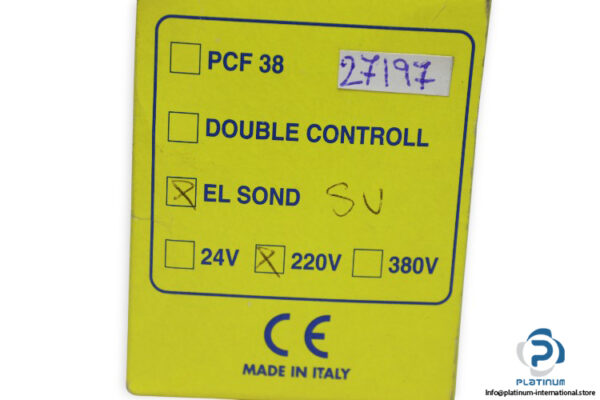 PCF 38 27197
DOUBLE CONTROLL
EL SOND SU
24V 220V 380V
CE
MADE IN ITALY
PLATINUM
Info@platinum-international.store